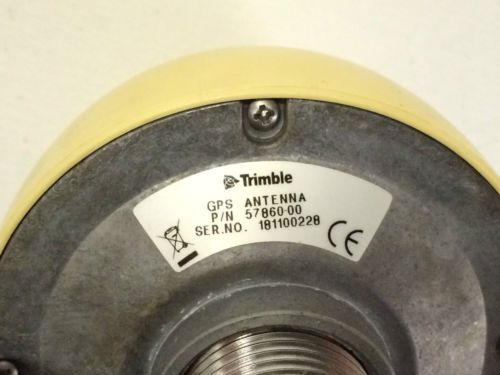 Trimble
GPS ANTENNA
P/N 57860-00
SER.NO. 181100228
CE